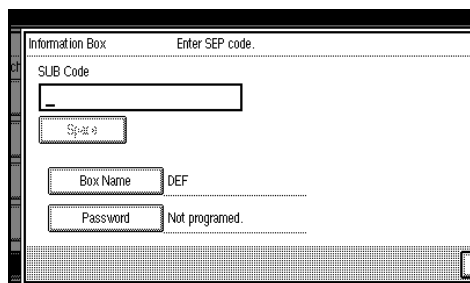 Information Box Enter SEP code.
SUB Code
Space
Box Name DEF
Password Not programed.